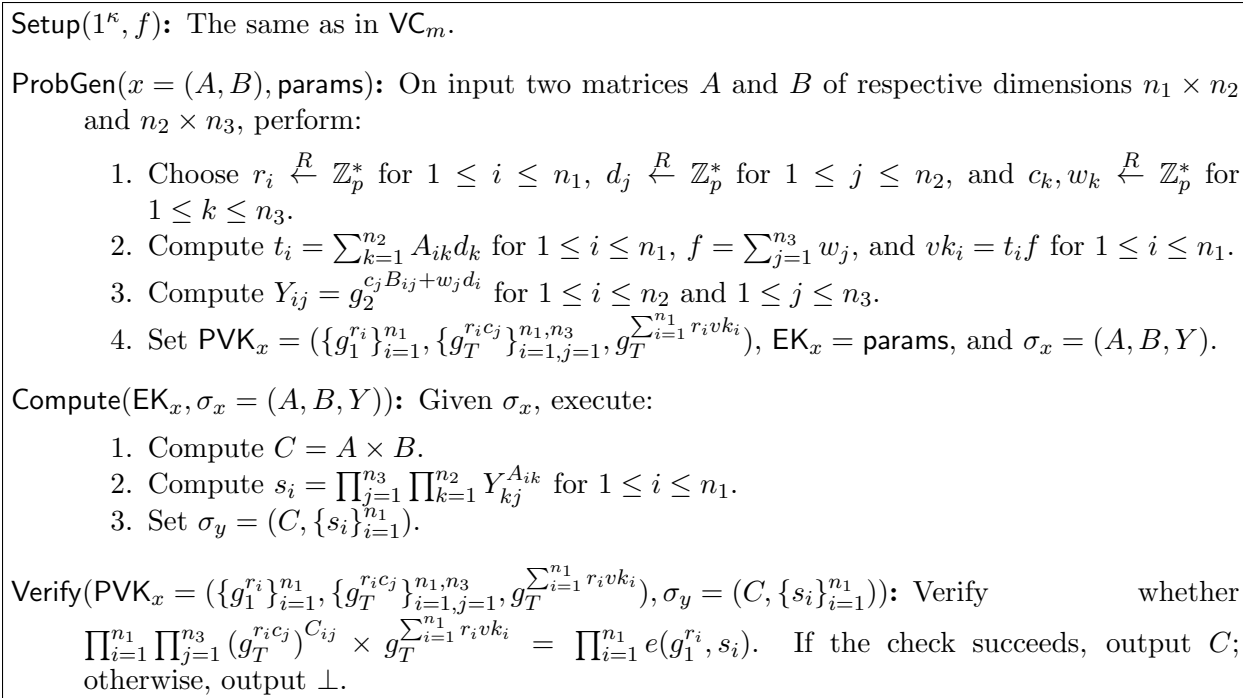 Setup(1^κ, f): The same as in VC_m.
ProbGen(x = (A, B), params): On input two matrices A and B of respective dimensions n_1 × n_2
and n_2 × n_3, perform:
1. Choose r_i ←^R ℤ_p^* for 1 ≤ i ≤ n_1, d_j ←^R ℤ_p^* for 1 ≤ j ≤ n_2, and c_k, w_k ←^R ℤ_p^* for
1 ≤ k ≤ n_3.
2. Compute t_i = ∑_{k=1}^{n_2} A_{ik}d_k for 1 ≤ i ≤ n_1, f = ∑_{j=1}^{n_3} w_j, and vk_i = t_i f for 1 ≤ i ≤ n_1.
3. Compute Y_{ij} = g_2^{c_j B_{ij}+w_j d_i} for 1 ≤ i ≤ n_2 and 1 ≤ j ≤ n_3.
4. Set PVK_x = ({g_1^{r_i}}_{i=1}^{n_1}, {g_T^{r_i c_j}}_{i=1,j=1}^{n_1,n_3}, g_T^{∑_{i=1}^{n_1} r_i vk_i}), EK_x = params, and σ_x = (A, B, Y).
Compute(EK_x, σ_x = (A, B, Y)): Given σ_x, execute:
1. Compute C = A × B.
2. Compute s_i = ∏_{j=1}^{n_3} ∏_{k=1}^{n_2} Y_{kj}^{A_{ik}} for 1 ≤ i ≤ n_1.
3. Set σ_y = (C, {s_i}_{i=1}^{n_1}).
Verify(PVK_x = ({g_1^{r_i}}_{i=1}^{n_1}, {g_T^{r_i c_j}}_{i=1,j=1}^{n_1,n_3}, g_T^{∑_{i=1}^{n_1} r_i vk_i}), σ_y = (C, {s_i}_{i=1}^{n_1})): Verify whether
∏_{i=1}^{n_1} ∏_{j=1}^{n_3} (g_T^{r_i c_j})^{C_{ij}} × g_T^{∑_{i=1}^{n_1} r_i vk_i} = ∏_{i=1}^{n_1} e(g_1^{r_i}, s_i). If the check succeeds, output C;
otherwise, output ⊥.